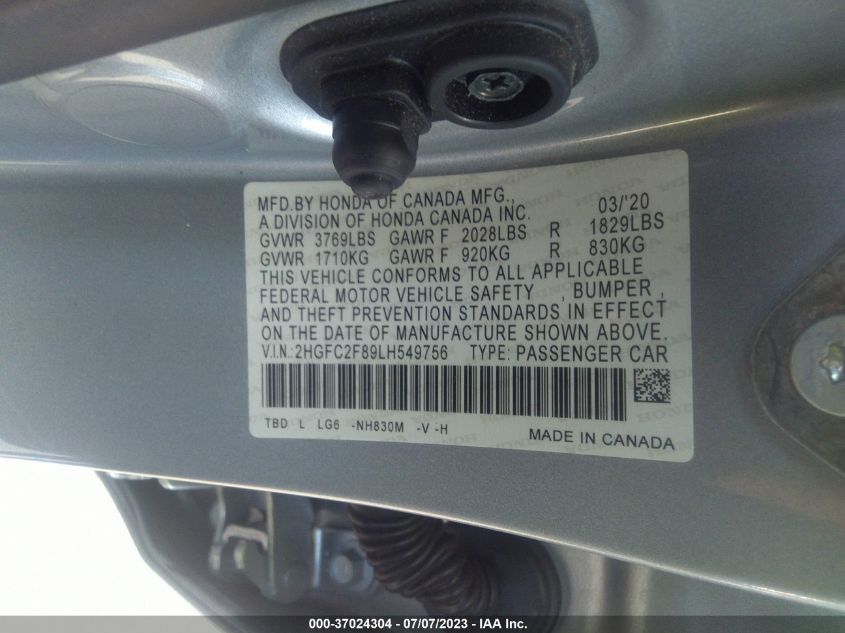 MFD.BY HONDA OF CANADA MFG., 03/'20
A DIVISION OF HONDA CANADA INC.
GVWR 3769LBS GAWR F 2028LBS R 1829LBS
GVWR 1710KG GAWR F 920KG R 830KG
THIS VEHICLE CONFORMS TO ALL APPLICABLE
FEDERAL MOTOR VEHICLE SAFETY , BUMPER ,
AND THEFT PREVENTION STANDARDS IN EFFECT
ON THE DATE OF MANUFACTURE SHOWN ABOVE.
V.I.N.:2HGFC2F89LH549756 TYPE: PASSENGER CAR
TBD L LG6 -NH830M -V -H
MADE IN CANADA
000-37024304 / 07/07/2023 - IAA Inc.